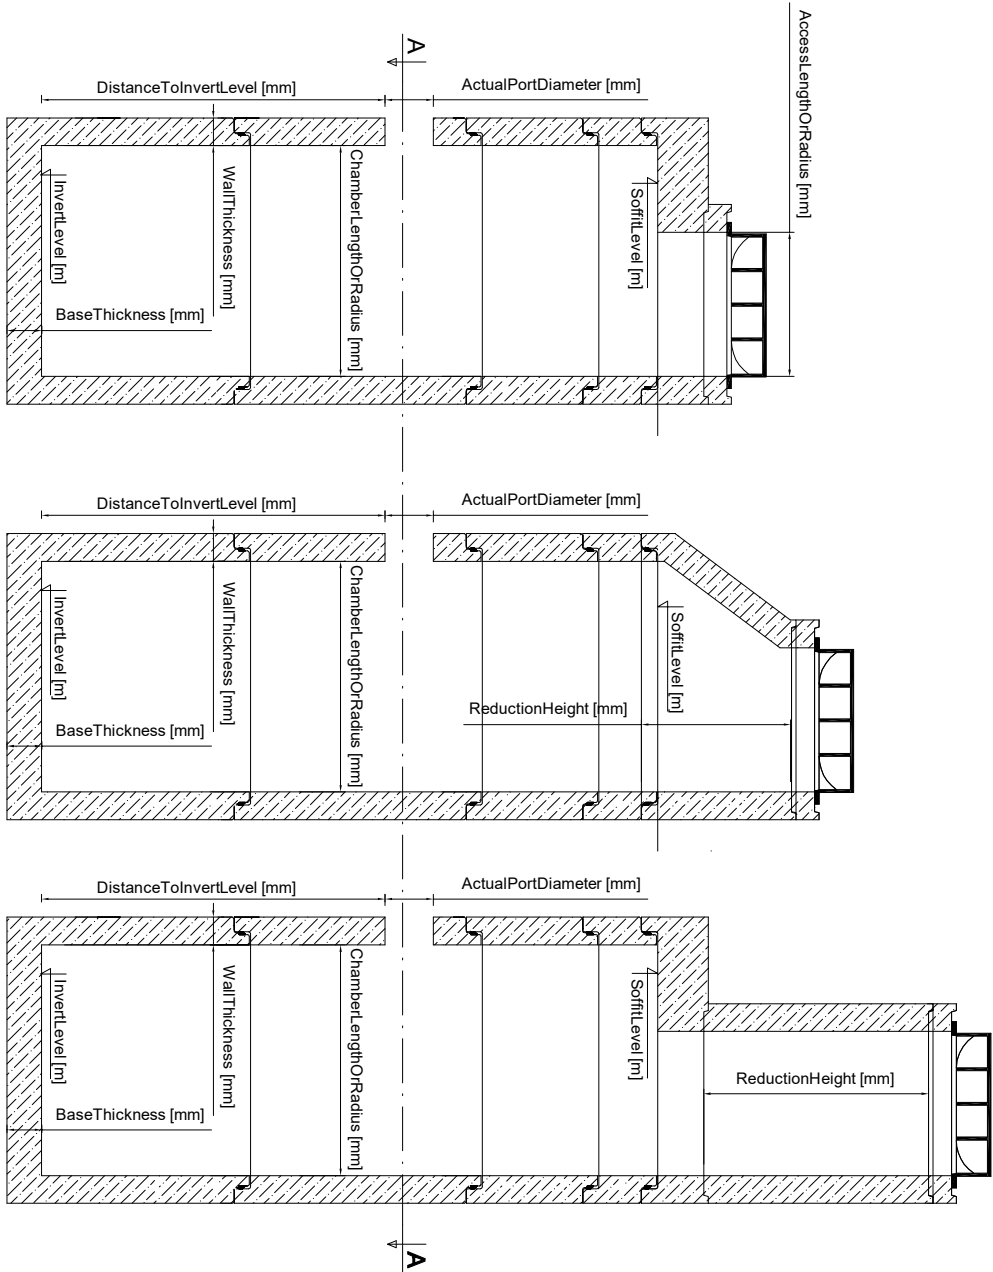 A
DistanceToInvertLevel [mm]
ActualPortDiameter [mm]
AccessLengthOrRadius [mm]
InvertLevel [m]
WallThickness [mm]
ChamberLengthOrRadius [mm]
SoffitLevel [m]
BaseThickness [mm]
DistanceToInvertLevel [mm]
ActualPortDiameter [mm]
InvertLevel [m]
WallThickness [mm]
ChamberLengthOrRadius [mm]
SoffitLevel [m]
ReductionHeight [mm]
BaseThickness [mm]
DistanceToInvertLevel [mm]
ActualPortDiameter [mm]
InvertLevel [m]
WallThickness [mm]
ChamberLengthOrRadius [mm]
SoffitLevel [m]
ReductionHeight [mm]
BaseThickness [mm]
A